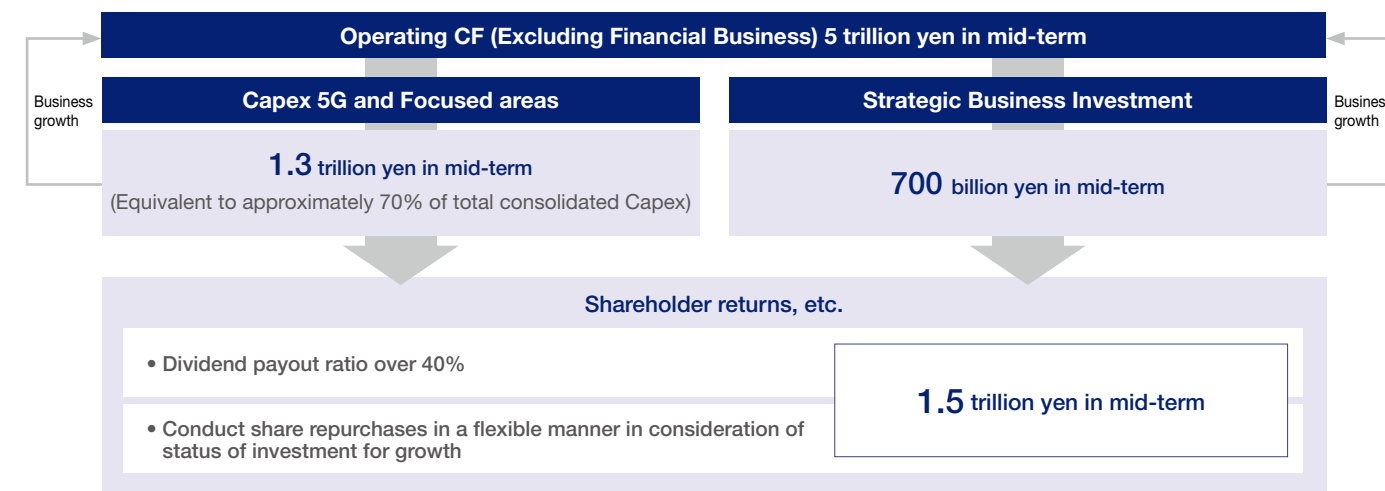 Operating CF (Excluding Financial Business) 5 trillion yen in mid-term
Business
growth
Capex 5G and Focused areas
Strategic Business Investment
Busines
growth
1.3 trillion yen in mid-term
(Equivalent to approximately 70% of total consolidated Capex)
700 billion yen in mid-term
Shareholder returns, etc.
• Dividend payout ratio over 40%
1.5 trillion yen in mid-term
• Conduct share repurchases in a flexible manner in consideration of
status of investment for growth